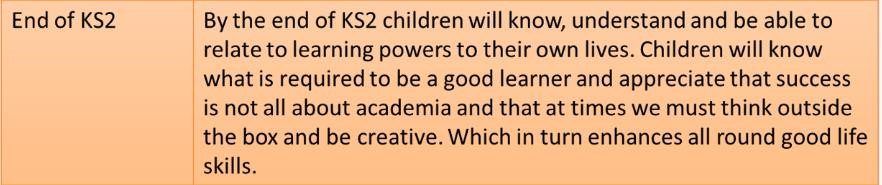 End of KS2
By the end of KS2 children will know, understand and be able to
relate to learning powers to their own lives. Children will know
what is required to be a good learner and appreciate that success
is not all about academia and that at times we must think outside
the box and be creative. Which in turn enhances all round good life
skills.